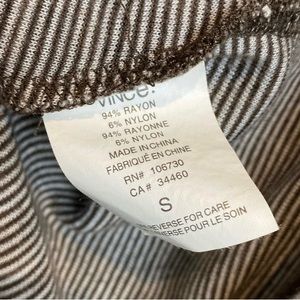 VINCE.
94% RAYON
6% NYLON
94% RAYONNE
6% NYLON
MADE IN CHINA
FABRIQUÉ EN CHINE
RN# 106730
CA# 34460
S
REVERSE FOR CARE
POUR LE SOIN